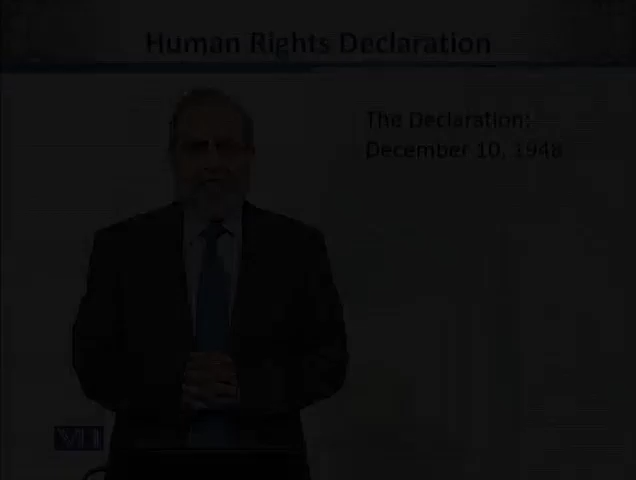 Human Rights Declaration
The Declaration:
December 10, 1948